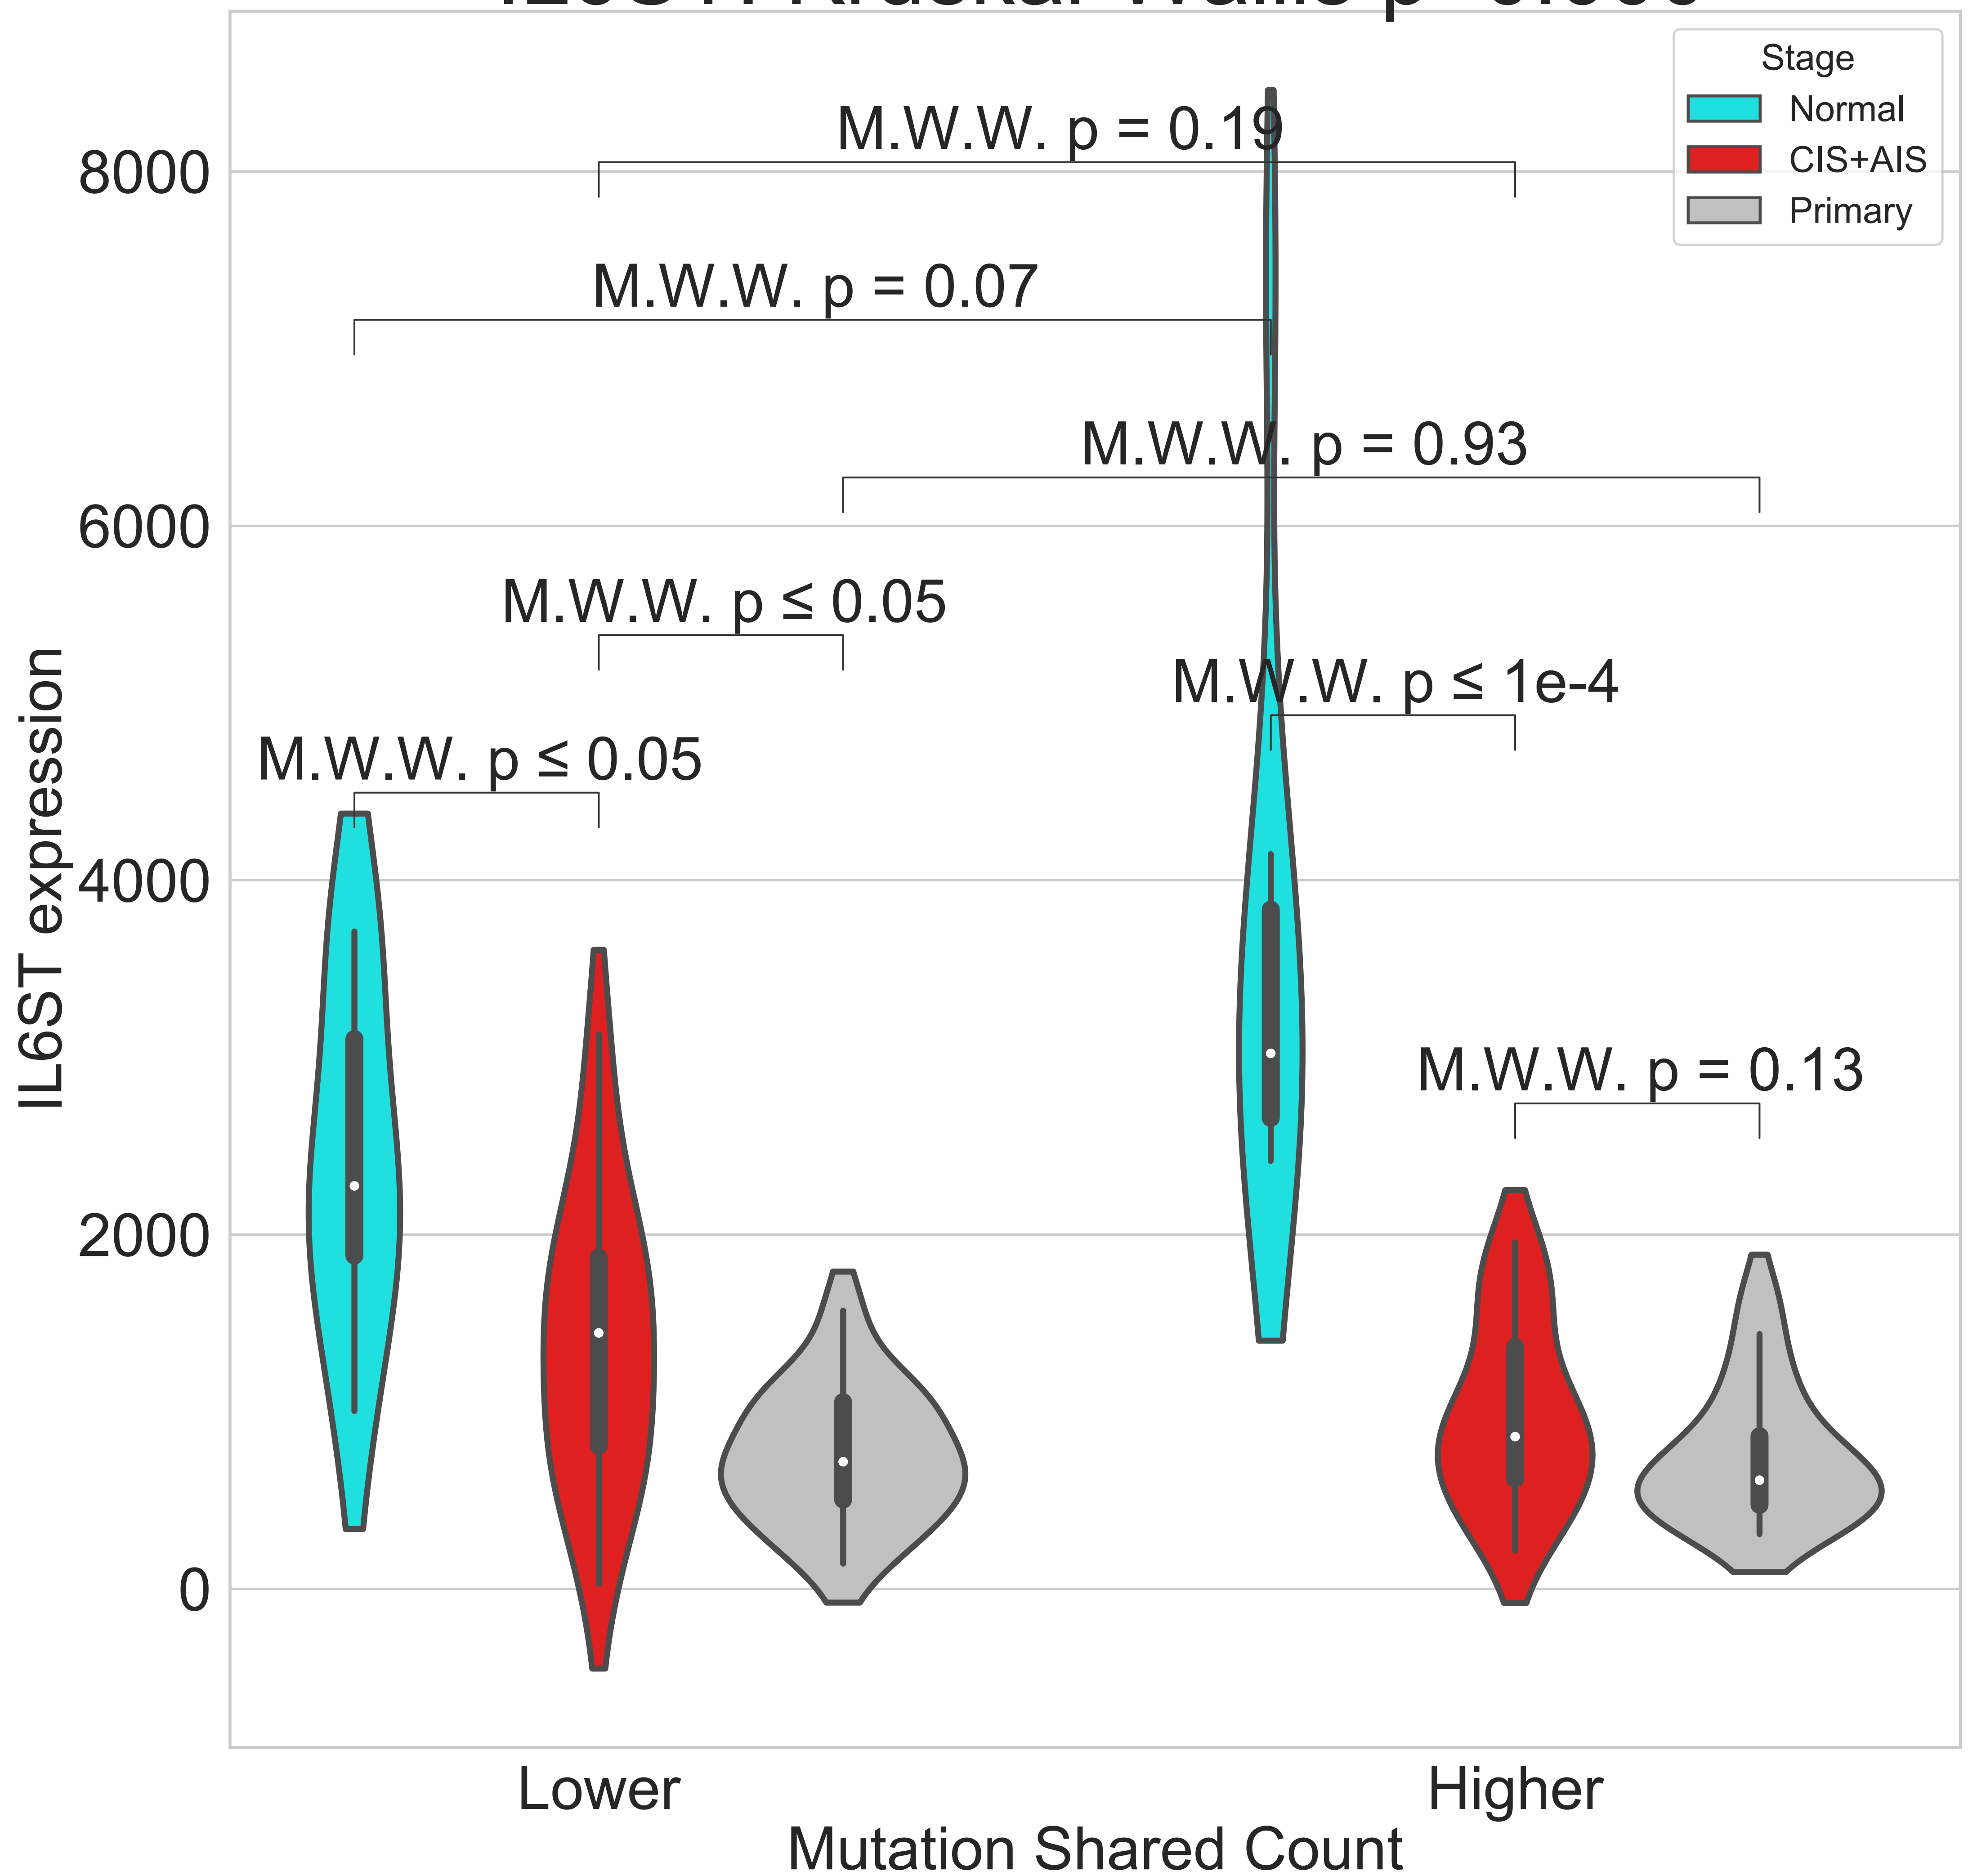 Stage
Normal
CIS+AIS
Primary
M.W.W. p = 0.19
8000
M.W.W. p = 0.07
M.W.W. p = 0.93
6000
M.W.W. p ≤ 0.05
M.W.W. p ≤ 1e-4
M.W.W. p ≤ 0.05
4000
IL6ST expression
M.W.W. p = 0.13
2000
0
Lower
Higher
Mutation Shared Count